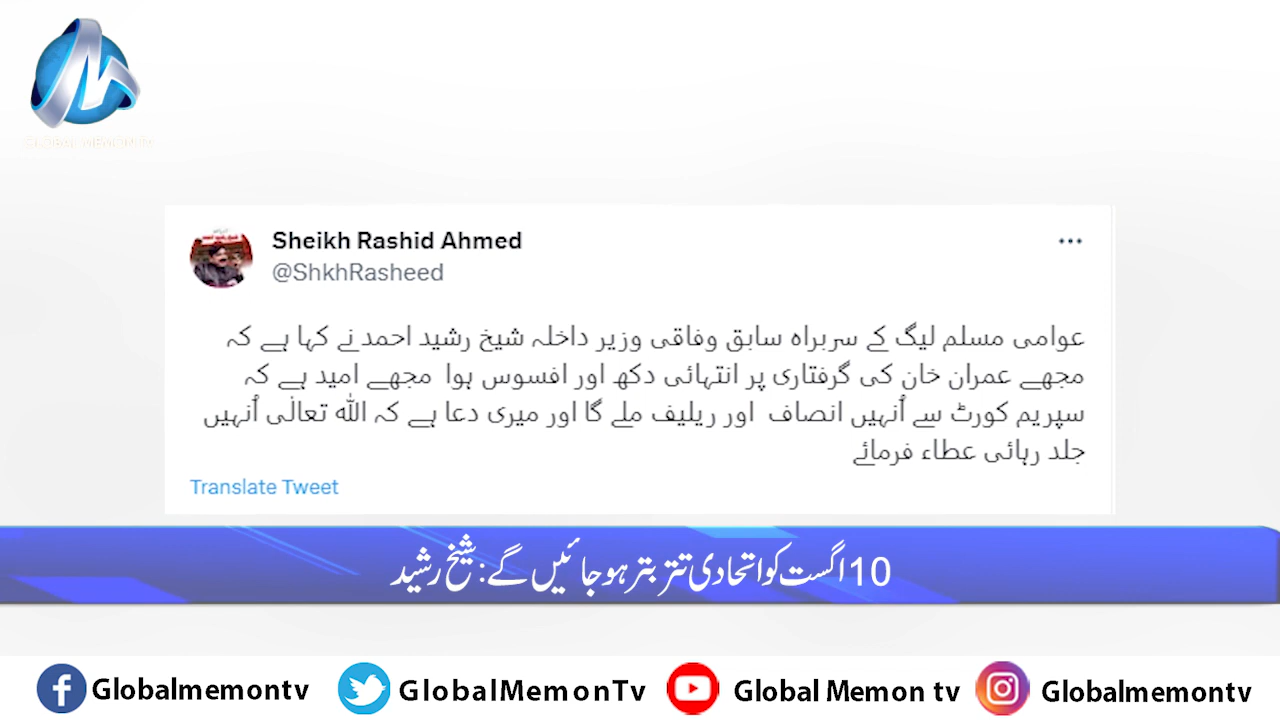 GLOBAL MEMON TV
Sheikh Rashid Ahmed
@ShkhRasheed
عوامی مسلم لیگ کے سربراہ سابق وفاقی وزیر داخلہ شیخ رشید احمد نے کہا ہے کہ
مجھے عمران خان کی گرفتاری پر انتہائی دکھ اور افسوس ہوا مجھے امید ہے کہ
سپریم کورٹ سے اُنہیں انصاف اور ریلیف ملے گا اور میری دعا ہے کہ اللہ تعالٰی اُنہیں
جلد رہائی عطاء فرمائے
Translate Tweet
10 اگست کو اتحادی تتر بتر ہو جائیں گے: شیخ رشید
Globalmemontv
GlobalMemonTv
Global Memon tv
Globalmemontv